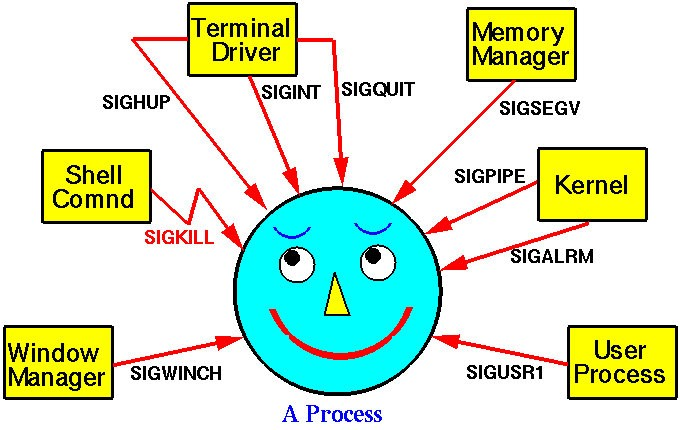 Terminal
Driver
Memory
Manager
SIGHUP
SIGINT
SIGQUIT
SIGSEGV
Shell
Comnd
SIGPIPE
Kernel
SIGKILL
SIGALRM
Window
Manager
SIGWINCH
SIGUSR1
User
Process
A Process